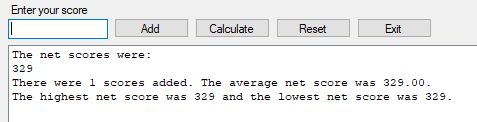 Enter your score
Add Calculate Reset Exit
The net scores were:
329
There were 1 scores added. The average net score was 329.00.
The highest net score was 329 and the lowest net score was 329.